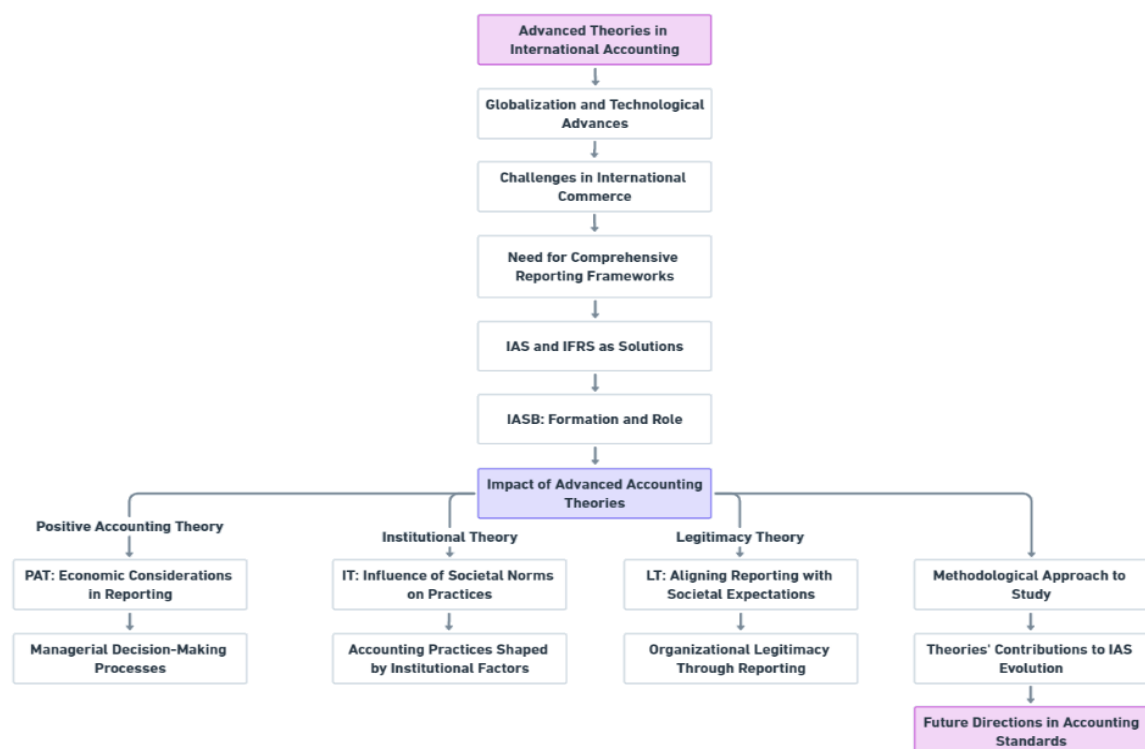 Advanced Theories in
International Accounting
Globalization and Technological
Advances
Challenges in International
Commerce
Need for Comprehensive
Reporting Frameworks
IAS and IFRS as Solutions
IASB: Formation and Role
Impact of Advanced Accounting
Theories
Positive Accounting Theory
PAT: Economic Considerations
in Reporting
Managerial Decision-Making
Processes
Institutional Theory
IT: Influence of Societal Norms
on Practices
Accounting Practices Shaped
by Institutional Factors
Legitimacy Theory
LT: Aligning Reporting with
Societal Expectations
Organizational Legitimacy
Through Reporting
Methodological Approach to
Study
Theories' Contributions to IAS
Evolution
Future Directions in Accounting
Standards